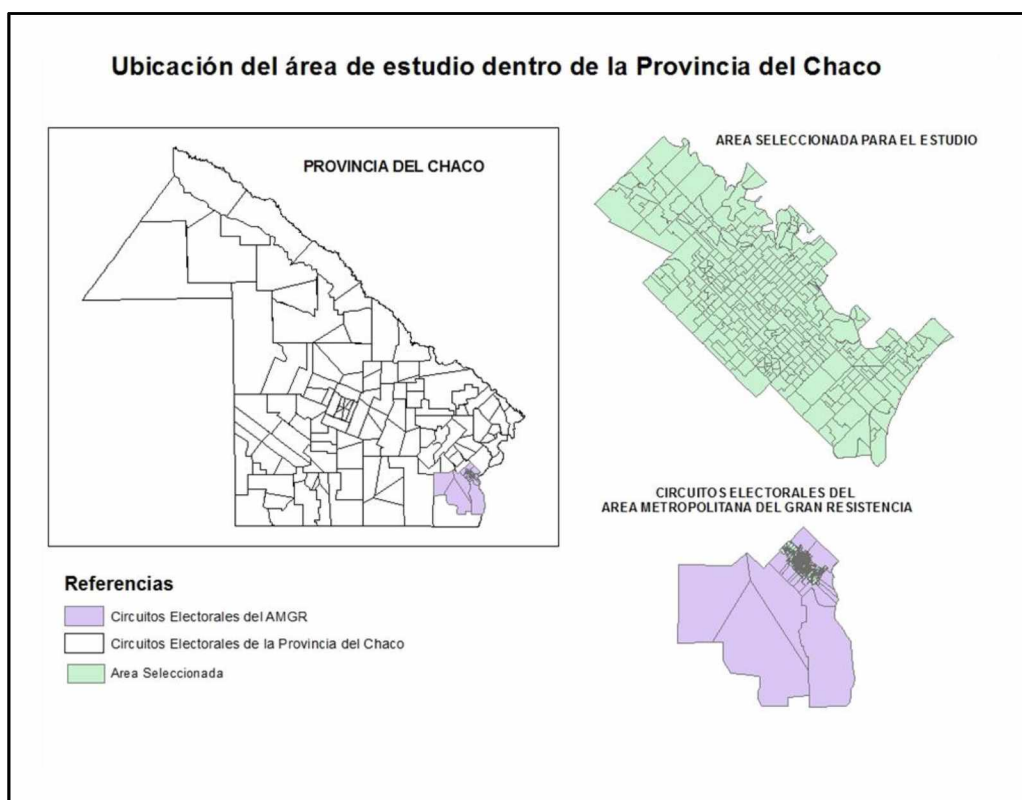 Ubicación del área de estudio dentro de la Provincia del Chaco
PROVINCIA DEL CHACO
AREA SELECCIONADA PARA EL ESTUDIO
CIRCUITOS ELECTORALES DEL
AREA METROPOLITANA DEL GRAN RESISTENCIA
Referencias
Circuitos Electorales del AMGR
Circuitos Electorales de la Provincia del Chaco
Area Seleccionada